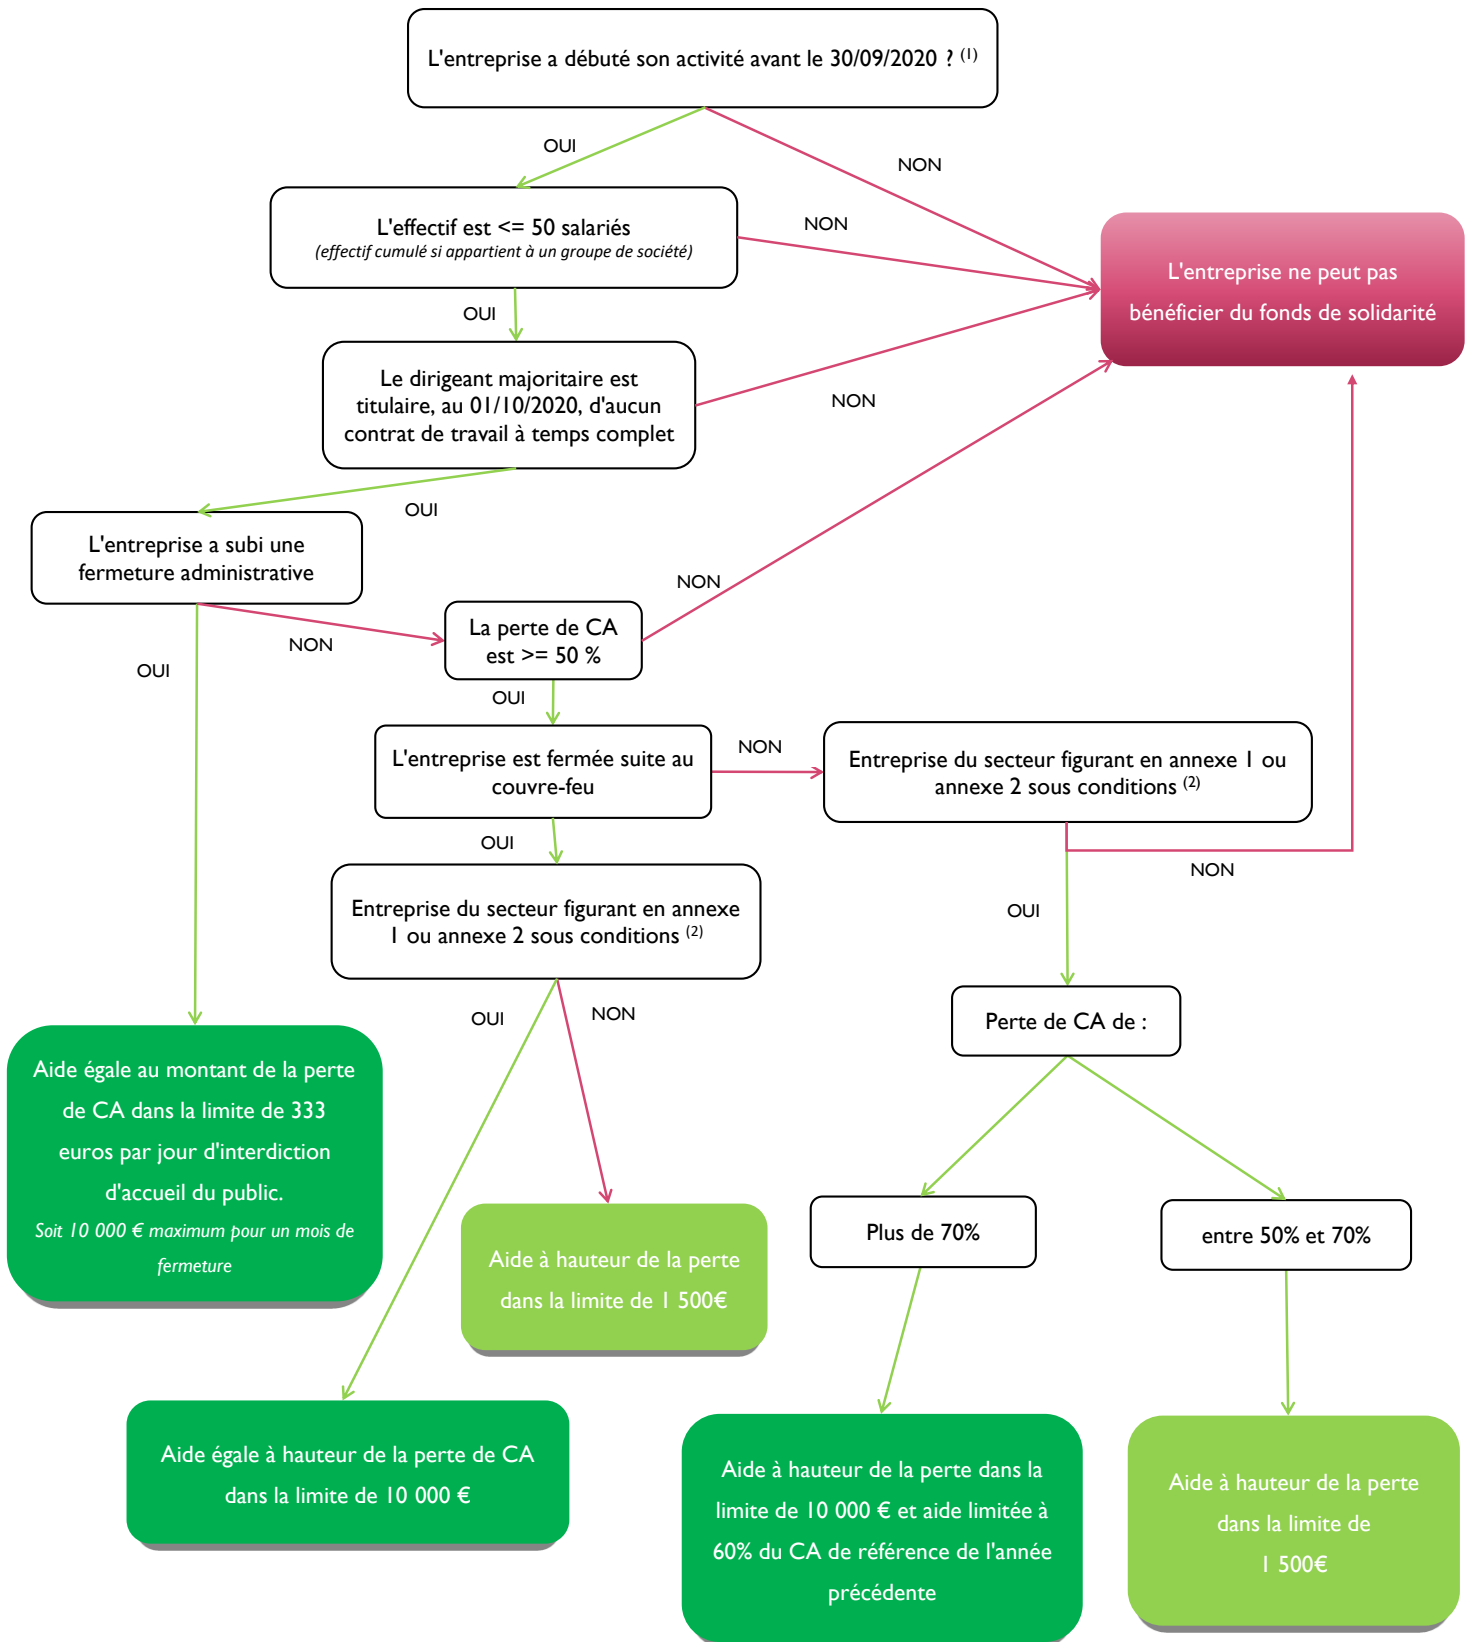 L'entreprise a débuté son activité avant le 30/09/2020 ? (1)
OUI
NON
L'effectif est <= 50 salariés
(effectif cumulé si appartient à un groupe de société)
NON
L'entreprise ne peut pas
bénéficier du fonds de solidarité
OUI
Le dirigeant majoritaire est
titulaire, au 01/10/2020, d'aucun
contrat de travail à temps complet
NON
OUI
L'entreprise a subi une
fermeture administrative
NON
OUI
NON
La perte de CA
est >= 50 %
OUI
L'entreprise est fermée suite au
couvre-feu
NON
Entreprise du secteur figurant en annexe 1 ou
annexe 2 sous conditions (2)
OUI
NON
Entreprise du secteur figurant en annexe
1 ou annexe 2 sous conditions (2)
OUI
OUI
NON
Perte de CA de :
Aide égale au montant de la perte
de CA dans la limite de 333
euros par jour d'interdiction
d'accueil du public.
Soit 10 000 € maximum pour un mois de
fermeture
Plus de 70%
entre 50% et 70%
Aide à hauteur de la perte
dans la limite de 1 500€
Aide égale à hauteur de la perte de CA
dans la limite de 10 000 €
Aide à hauteur de la perte dans la
limite de 10 000 € et aide limitée à
60% du CA de référence de l'année
précédente
Aide à hauteur de la perte
dans la limite de
1 500€